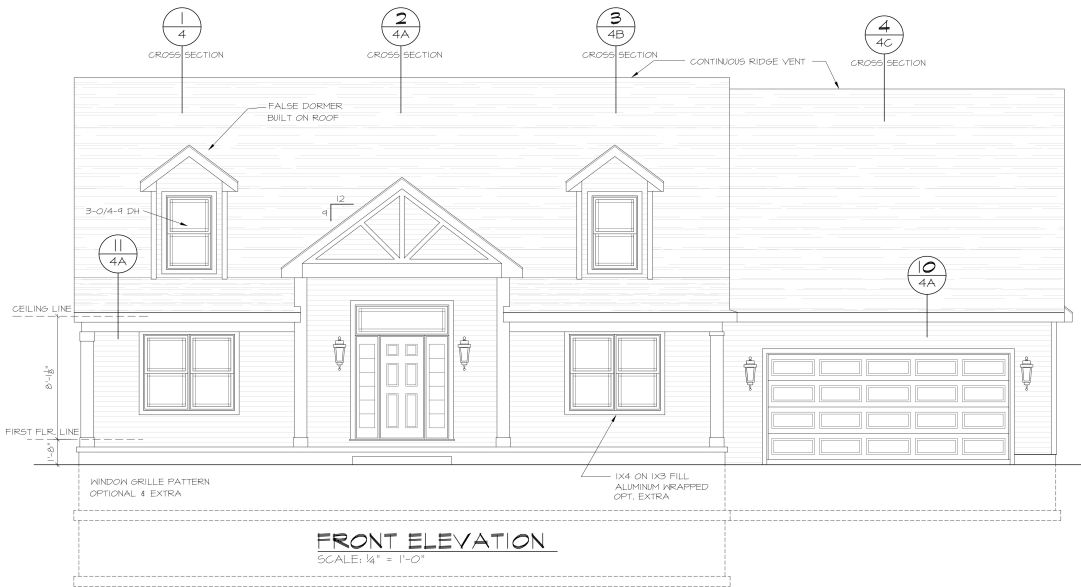 1
4
CROSS SECTION
2
4A
CROSS SECTION
3
4B
CROSS SECTION
4
4C
CROSS SECTION
CONTINUOUS RIDGE VENT
FALSE DORMER
BUILT ON ROOF
12
9
3-0/4-9 DH
11
4A
10
4A
CEILING LINE
8'-1⅛"
FIRST FLR. LINE
1'-8"
WINDOW GRILLE PATTERN
OPTIONAL & EXTRA
1X4 ON 1X3 FILL
ALUMINUM WRAPPED
OPT. EXTRA
FRONT ELEVATION
SCALE: ¼" = 1'-0"